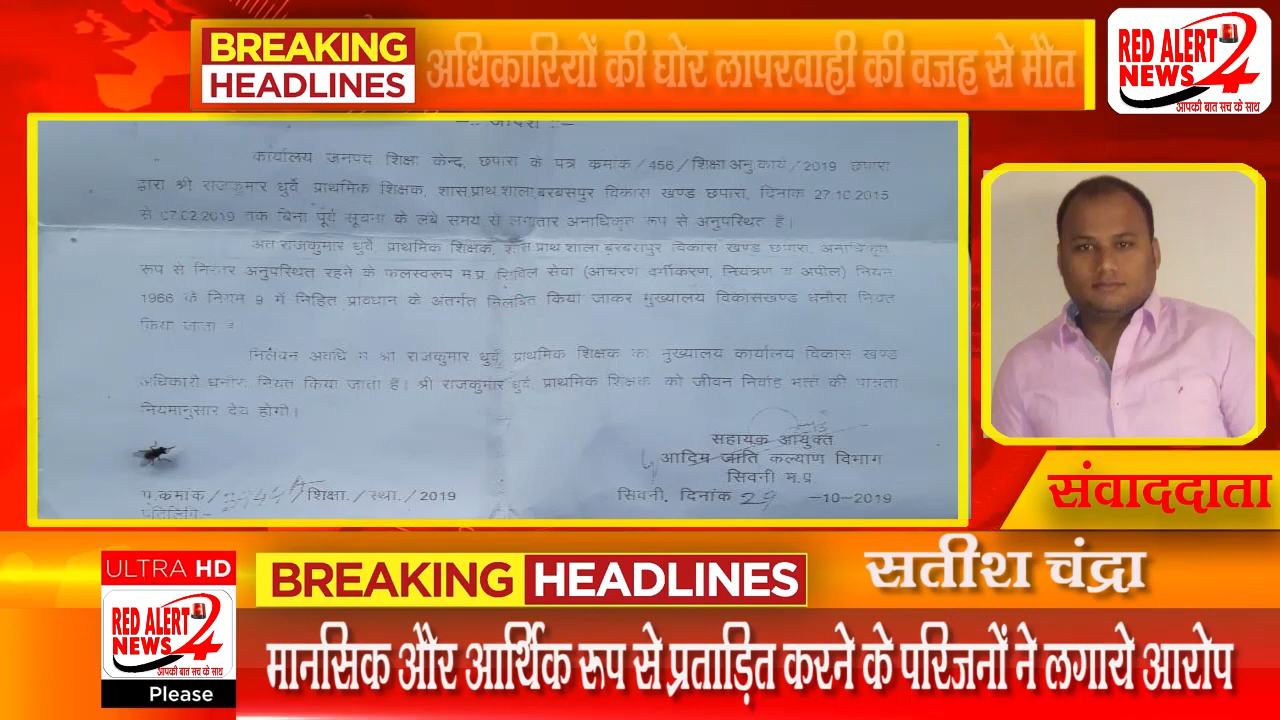 BREAKING
HEADLINES
अधिकारियों की घोर लापरवाही की वजह से मौत
RED ALERT
NEWS 24
आपकी बात सच के साथ
-:: आदेश ::-
कार्यालय जनपद शिक्षा केन्द्र, छपारा के पत्र क्रमांक/456/शिक्षा अनु.कार्य/2019 छपारा
द्वारा श्री राजकुमार धुर्वे, प्राथमिक शिक्षक, शास.प्राथ.शाला,बरबसपुर विकास खण्ड छपारा, दिनांक 27.10.2015
से 07.02.2019 तक बिना पूर्व सूचना के लंबे समय से लगातार अनाधिकृत रूप से अनुपस्थित है।
अतः राजकुमार धुर्वे, प्राथमिक शिक्षक, शास.प्राथ.शाला,बरबसपुर विकास खण्ड छपारा, अनाधिकृत
रूप से निरंतर अनुपस्थित रहने के फलस्वरूप म.प्र. सिविल सेवा (आचरण वर्गीकरण, नियंत्रण व अपील) नियम
1966 के नियम 9 में निहित प्रावधान के अंतर्गत निलंबित किया जाकर मुख्यालय विकासखण्ड धनौरा नियत
किया जाता है।
निलंबन अवधि में श्री राजकुमार धुर्वे, प्राथमिक शिक्षक का मुख्यालय कार्यालय विकास खण्ड
अधिकारी धनौरा नियत किया जाता है। श्री राजकुमार धुर्वे, प्राथमिक शिक्षक को जीवन निर्वाह भत्ते की पात्रता
नियमानुसार देय होगी।
सहायक आयुक्त
आदिम जाति कल्याण विभाग
सिवनी म.प्र
पृ.क्रमांक/ /शिक्षा./स्था./2019
सिवनी, दिनांक 29 -10-2019
प्रतिलिपि:-
संवाददाता
सतीश चंद्रा
ULTRA HD
RED ALERT
NEWS 24
आपकी बात सच के साथ
Please
BREAKING HEADLINES
मानसिक और आर्थिक रूप से प्रताड़ित करने के परिजनों ने लगाये आरोप